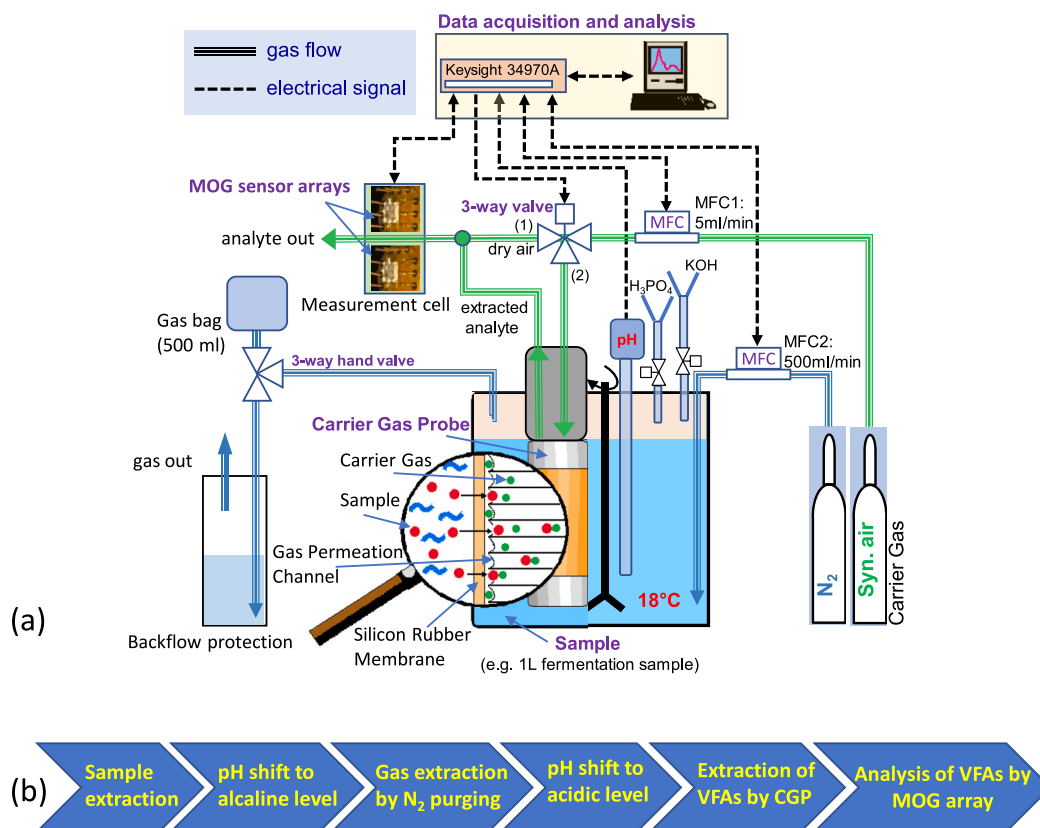 Data acquisition and analysis
gas flow
electrical signal
Keysight 34970A
MOG sensor arrays
3-way valve
(1)
MFC1:
5ml/min
MFC
analyte out
dry air
(2)
KOH
H₃PO₄
Measurement cell
extracted
analyte
Gas bag
(500 ml)
pH
MFC2:
500ml/min
MFC
3-way hand valve
Carrier Gas Probe
gas out
Carrier Gas
Sample
Gas Permeation
Channel
N₂
Syn. air
Carrier Gas
18°C
(a)
Backflow protection
Silicon Rubber
Membrane
Sample
(e.g. 1L fermentation sample)
(b)
Sample
extraction
pH shift to
alcaline level
Gas extraction
by N₂ purging
pH shift to
acidic level
Extraction of
VFAs by CGP
Analysis of VFAs by
MOG array